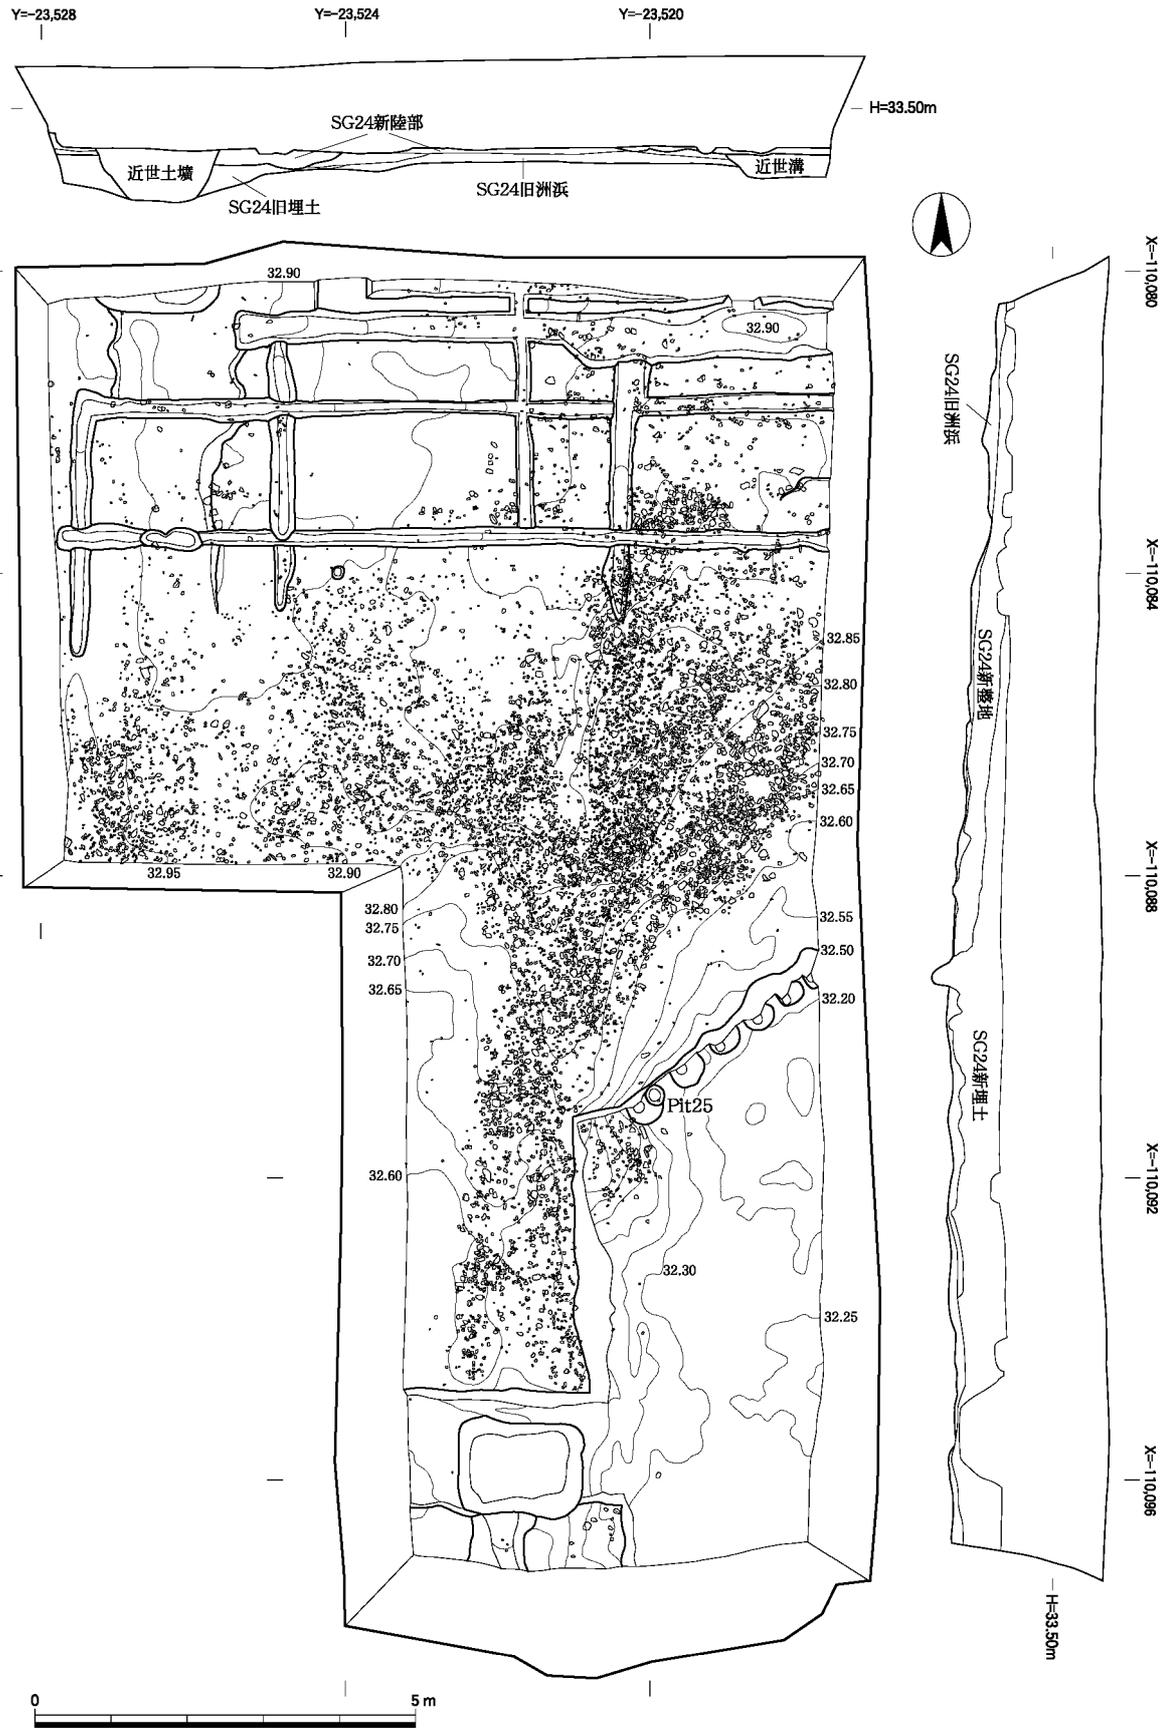 Y=-23,528
Y=-23,524
Y=-23,520
H=33.50m
SG24新陸部
近世土壙
近世溝
SG24旧洲浜
SG24旧埋土
X=-110,080
32.90
32.90
SG24旧洲浜
X=-110,084
32.85
SG24新整地
32.80
32.75
32.70
32.65
32.60
X=-110,088
32.95
32.90
32.80
32.55
32.75
32.50
32.70
32.65
32.20
SG24新埋土
Pit25
X=-110,092
32.60
32.30
32.25
X=-110,096
H=33.50m
0
5 m